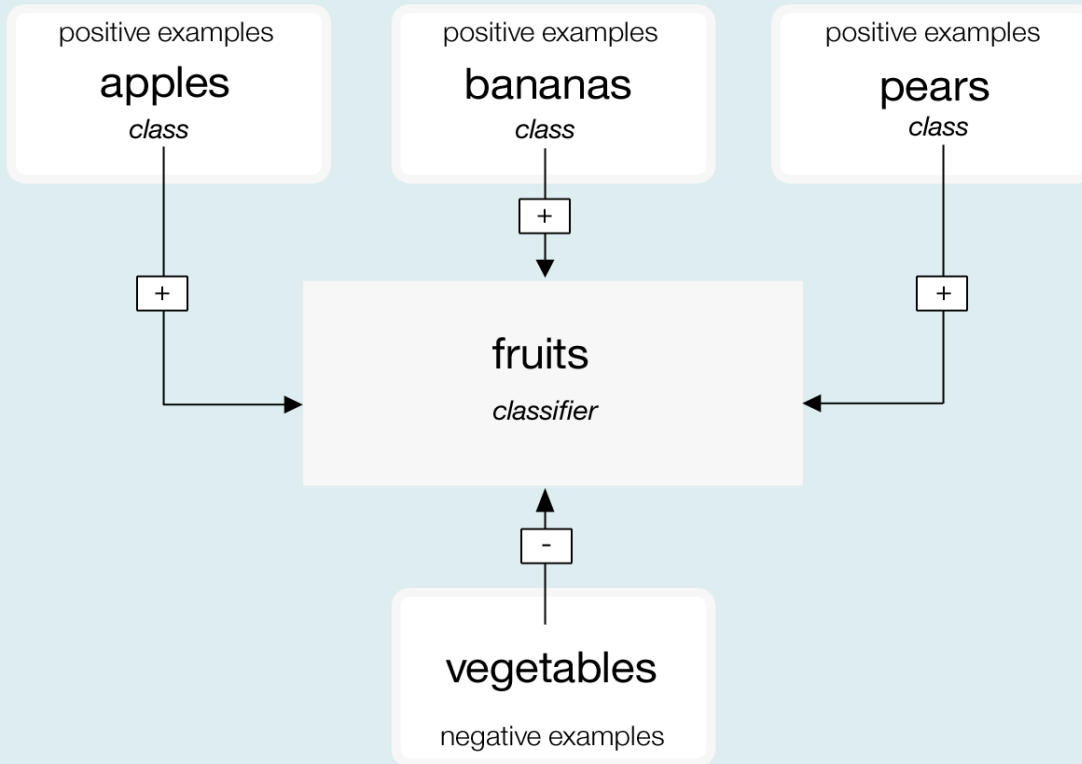 positive examples
apples
class
positive examples
bananas
class
positive examples
pears
class
+
+
+
fruits
classifier
-
vegetables
negative examples